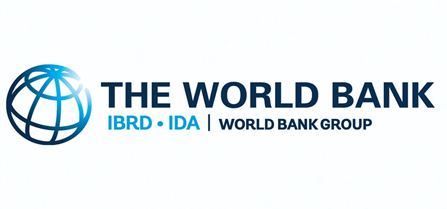 THE WORLD BANK
IBRD • IDA | WORLD BANK GROUP